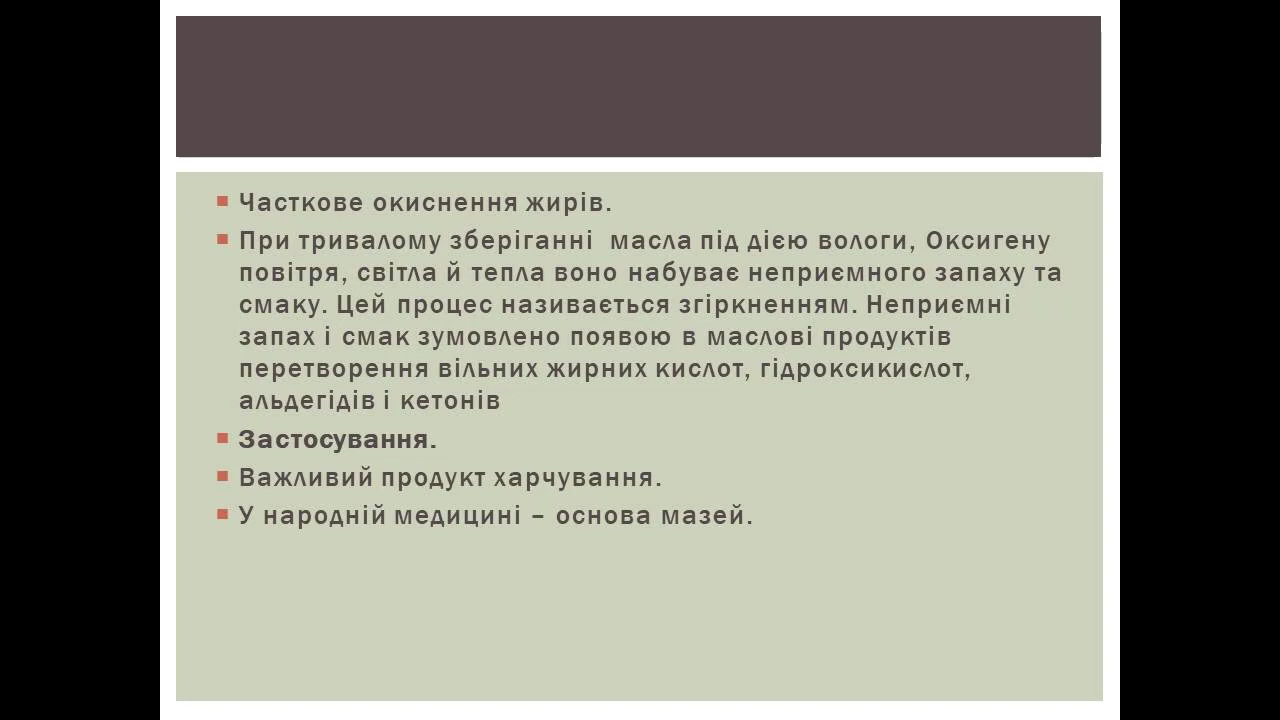 Часткове окиснення жирів.
При тривалому зберіганні масла під дією вологи, Оксигену
повітря, світла й тепла воно набуває неприємного запаху та
смаку. Цей процес називається згіркненням. Неприємні
запах і смак зумовлено появою в маслові продуктів
перетворення вільних жирних кислот, гідроксикислот,
альдегідів і кетонів
Застосування.
Важливий продукт харчування.
У народній медицині – основа мазей.